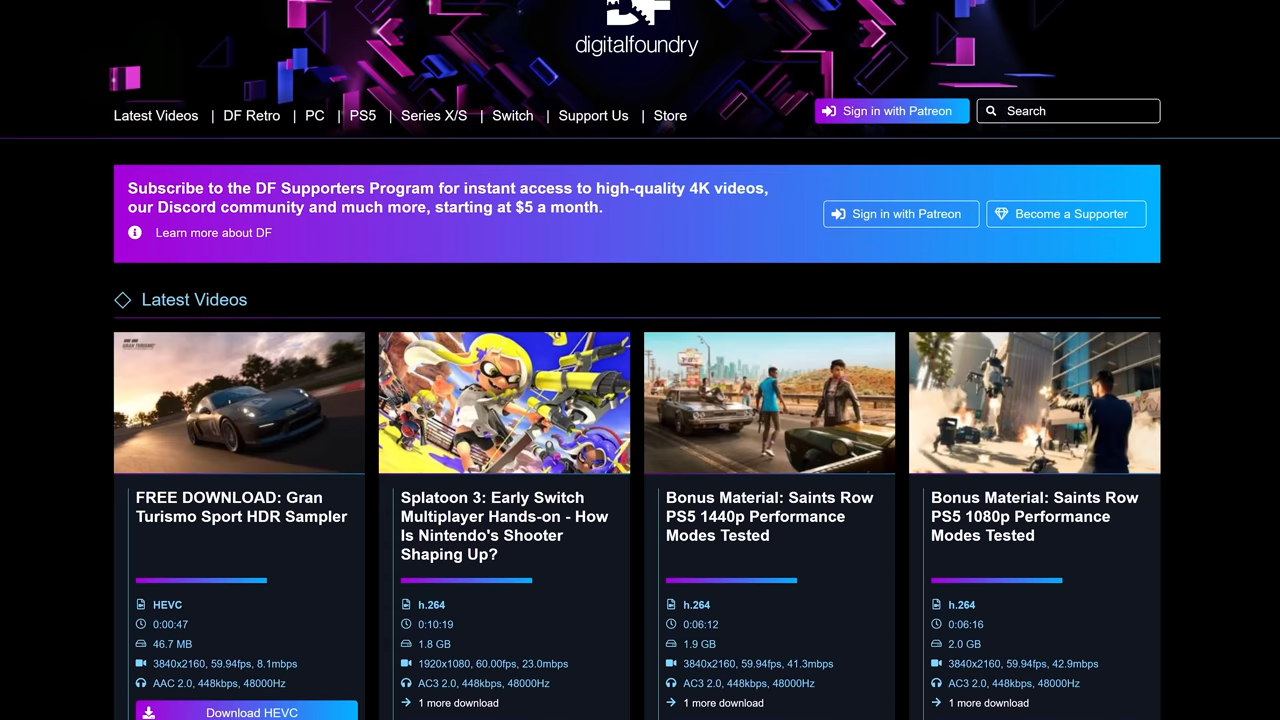 digitalfoundry
Latest Videos | DF Retro | PC | PS5 | Series X/S | Switch | Support Us | Store
Sign in with Patreon
Search
Subscribe to the DF Supporters Program for instant access to high-quality 4K videos,
our Discord community and much more, starting at $5 a month.
Learn more about DF
Sign in with Patreon
Become a Supporter
Latest Videos
GRAN TURISMO
FREE DOWNLOAD: Gran
Turismo Sport HDR Sampler
HEVC
0:00:47
46.7 MB
3840x2160, 59.94fps, 8.1mbps
AAC 2.0, 448kbps, 48000Hz
Download HEVC
Splatoon 3: Early Switch
Multiplayer Hands-on - How
Is Nintendo's Shooter
Shaping Up?
h.264
0:10:19
1.8 GB
1920x1080, 60.00fps, 23.0mbps
AC3 2.0, 448kbps, 48000Hz
1 more download
Bonus Material: Saints Row
PS5 1440p Performance
Modes Tested
h.264
0:06:12
1.9 GB
3840x2160, 59.94fps, 41.3mbps
AC3 2.0, 448kbps, 48000Hz
1 more download
Bonus Material: Saints Row
PS5 1080p Performance
Modes Tested
h.264
0:06:16
2.0 GB
3840x2160, 59.94fps, 42.9mbps
AC3 2.0, 448kbps, 48000Hz
1 more download